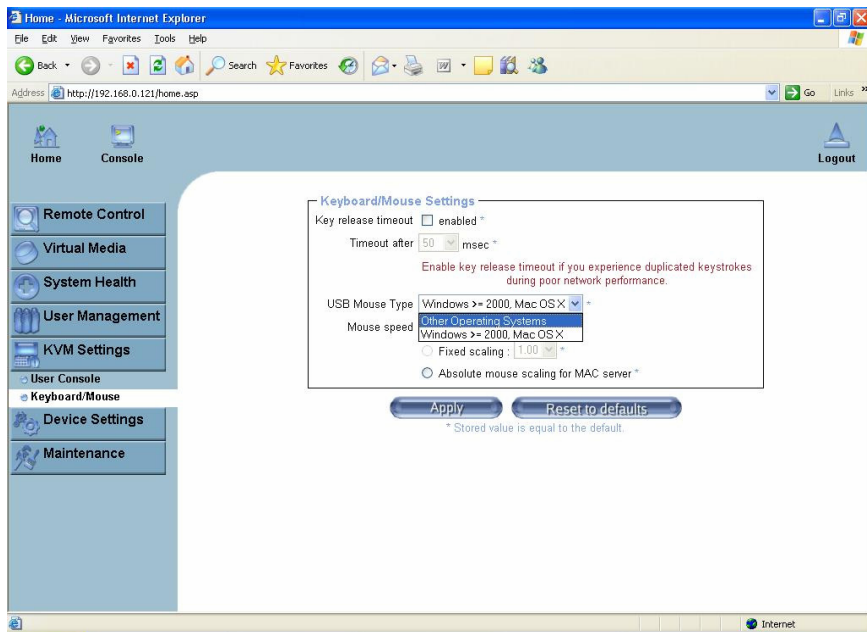 Home - Microsoft Internet Explorer
File Edit View Favorites Tools Help
Back Search Favorites
Address http://192.168.0.121/home.asp Go Links »
Home Console Logout
Remote Control
Virtual Media
System Health
User Management
KVM Settings
User Console
Keyboard/Mouse
Device Settings
Maintenance
Keyboard/Mouse Settings
Key release timeout enabled *
Timeout after 50 msec *
Enable key release timeout if you experience duplicated keystrokes
during poor network performance.
USB Mouse Type Windows >= 2000, Mac OS X *
Other Operating Systems
Mouse speed Windows >= 2000, Mac OS X
Fixed scaling : 1.00 *
Absolute mouse scaling for MAC server *
Apply Reset to defaults
* Stored value is equal to the default.
Internet